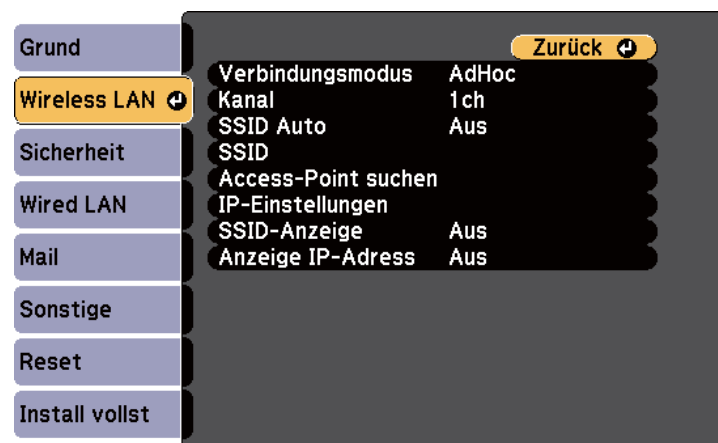 Grund
Wireless LAN
Sicherheit
Wired LAN
Mail
Sonstige
Reset
Install vollst
Zurück
Verbindungsmodus AdHoc
Kanal 1ch
SSID Auto Aus
SSID
Access-Point suchen
IP-Einstellungen
SSID-Anzeige Aus
Anzeige IP-Adress Aus